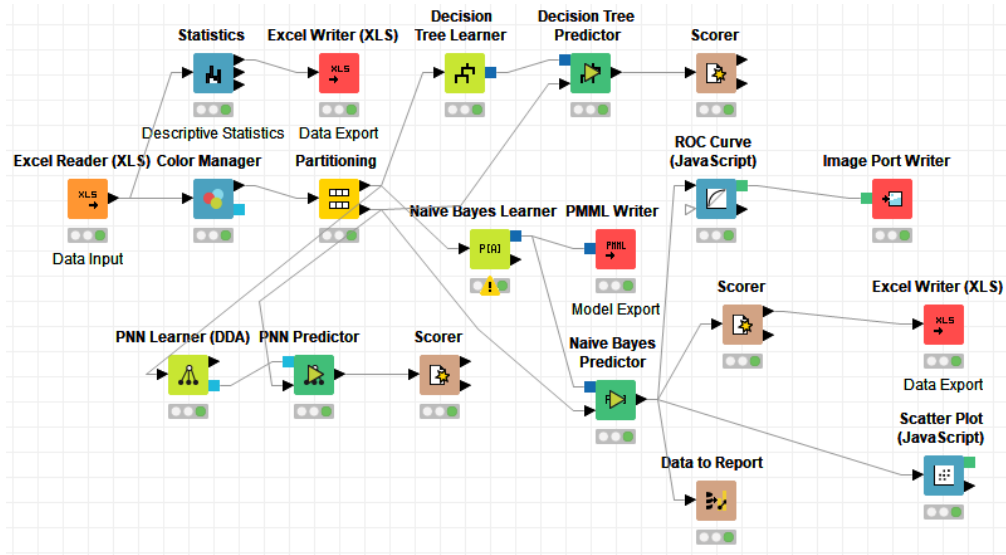 Decision
Tree Learner
Decision Tree
Predictor
Statistics
Excel Writer (XLS)
Scorer
XLS
Descriptive Statistics
Data Export
ROC Curve
(JavaScript)
Excel Reader (XLS)
Color Manager
Partitioning
Image Port Writer
XLS
Data Input
Naive Bayes Learner
PMML Writer
P[A]
PMML
Model Export
Scorer
Excel Writer (XLS)
XLS
Data Export
PNN Learner (DDA)
PNN Predictor
Scorer
Naive Bayes
Predictor
Scatter Plot
(JavaScript)
Data to Report